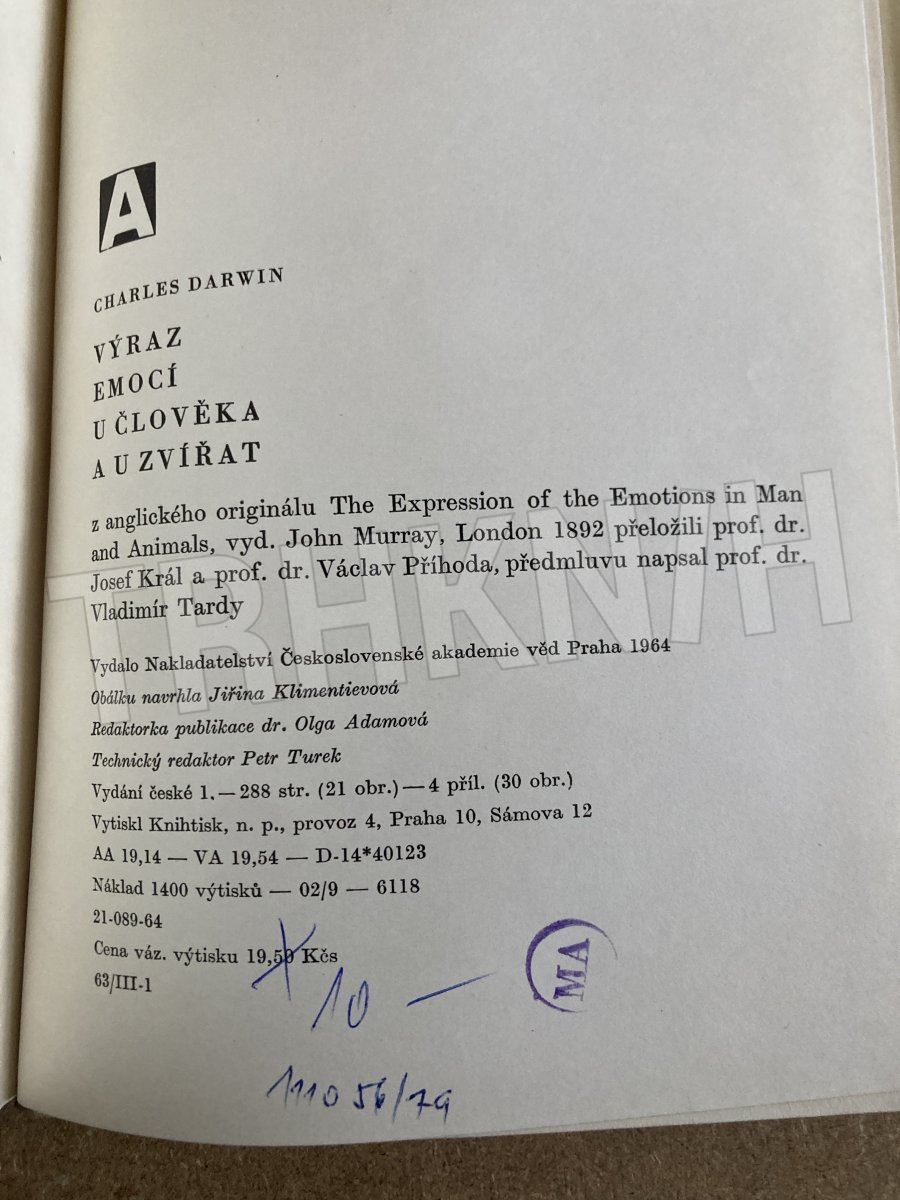 A
CHARLES DARWIN
VÝRAZ
EMOCÍ
U ČLOVĚKA
A U ZVÍŘAT
z anglického originálu The Expression of the Emotions in Man
and Animals, vyd. John Murray, London 1892 přeložili prof. dr.
Josef Král a prof. dr. Václav Příhoda, předmluvu napsal prof. dr.
Vladimír Tardy
TRHKNIH
Vydalo Nakladatelství Československé akademie věd Praha 1964
Obálku navrhla Jiřina Klimentievová
Redaktorka publikace dr. Olga Adamová
Technický redaktor Petr Turek
Vydání české 1. — 288 str. (21 obr.) — 4 příl. (30 obr.)
Vytiskl Knihtisk, n. p., provoz 4, Praha 10, Sámova 12
AA 19,14 — VA 19,54 — D-14*40123
Náklad 1400 výtisků — 02/9 — 6118
21-089-64
Cena váz. výtisku 19,50 Kčs
63/III-1
10 —
MA
111056/79